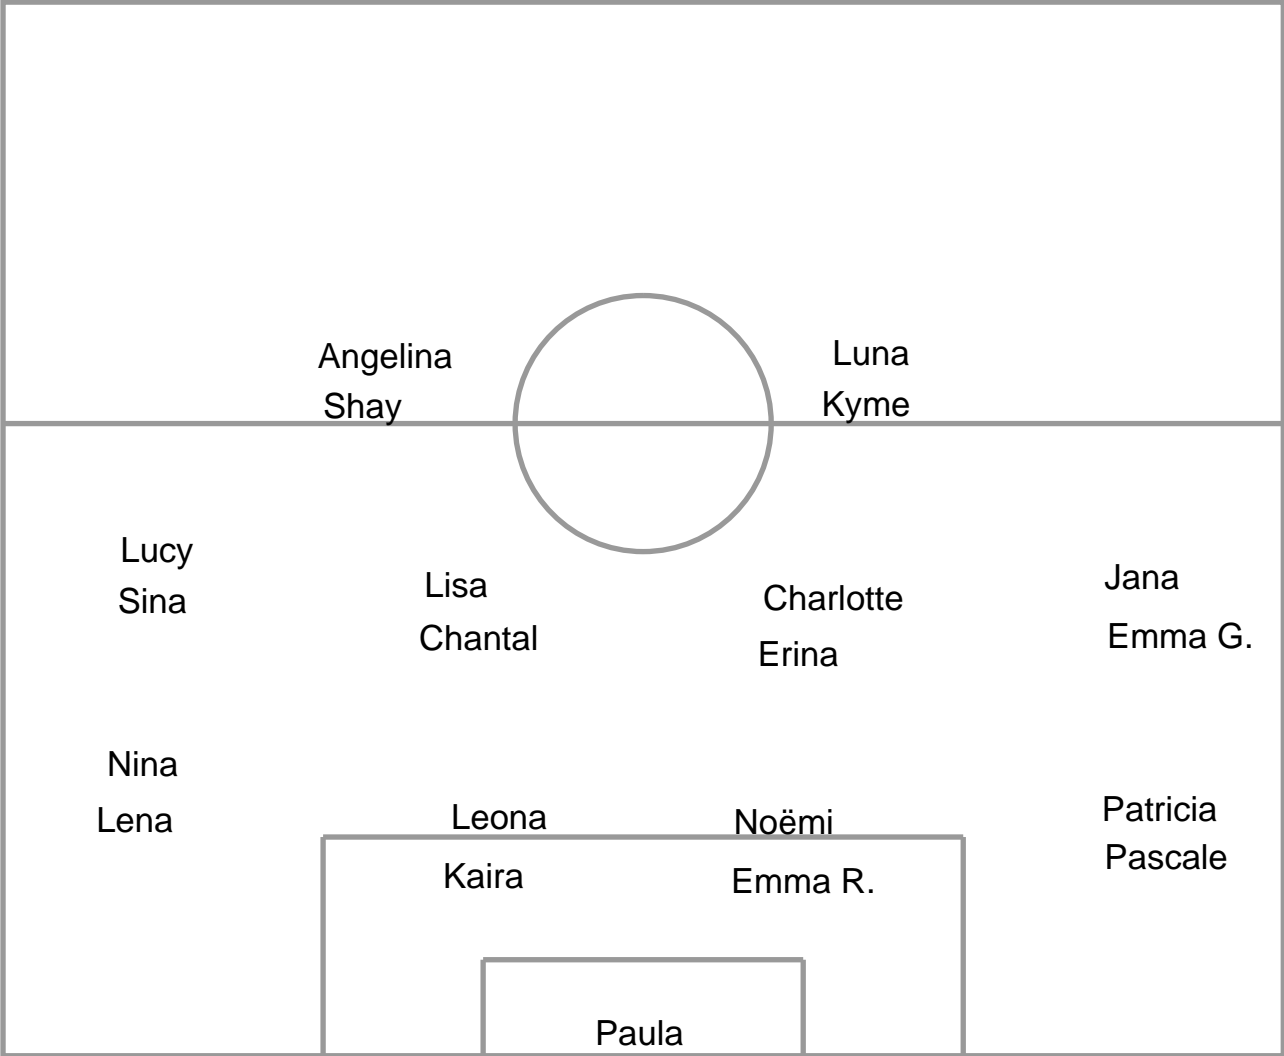 Angelina
Shay
Luna
Kyme
Lucy
Sina
Lisa
Chantal
Charlotte
Erina
Jana
Emma G.
Nina
Lena
Leona
Kaira
Noëmi
Emma R.
Patricia
Pascale
Paula